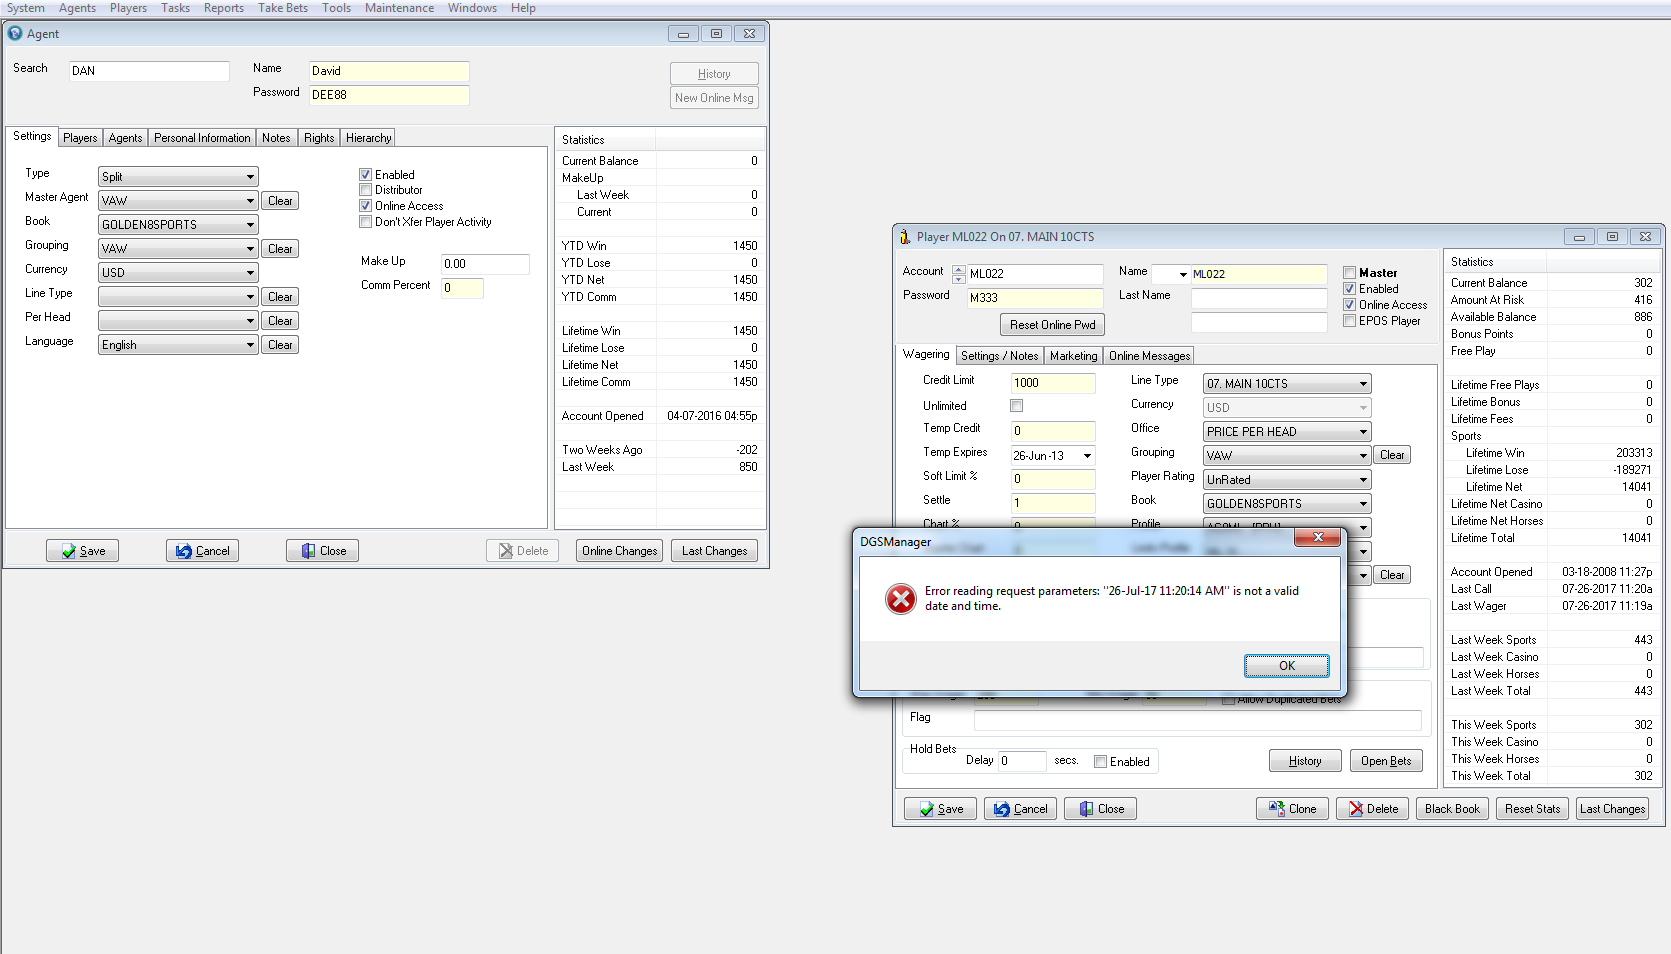 System Agents Players Tasks Reports Take Bets Tools Maintenance Windows Help
Agent
Search DAN Name David
Password DEE88
History
New Online Msg
Settings Players Agents Personal Information Notes Rights Hierarchy
Type Split
Master Agent VAW Clear
Book GOLDEN8SPORTS
Grouping VAW Clear
Currency USD
Line Type Clear
Per Head Clear
Language English Clear
Enabled
Distributor
Online Access
Don't Xfer Player Activity
Make Up 0.00
Comm Percent 0
Statistics
Current Balance 0
MakeUp
Last Week 0
Current 0
YTD Win 1450
YTD Lose 0
YTD Net 1450
YTD Comm 1450
Lifetime Win 1450
Lifetime Lose 0
Lifetime Net 1450
Lifetime Comm 1450
Account Opened 04-07-2016 04:55p
Two Weeks Ago -202
Last Week 850
Save Cancel Close Delete Online Changes Last Changes
Player ML022 On 07. MAIN 10CTS
Account ML022 Name ML022
Password M333 Last Name
Reset Online Pwd
Master
Enabled
Online Access
EPOS Player
Wagering Settings / Notes Marketing Online Messages
Credit Limit 1000 Line Type 07. MAIN 10CTS
Unlimited Currency USD
Temp Credit 0 Office PRICE PER HEAD
Temp Expires 26-Jun-13 Grouping VAW Clear
Soft Limit % 0 Player Rating UnRated
Settle 1 Book GOLDEN8SPORTS
Chart % 0 Profile
Clear
DGSManager
Error reading request parameters: "26-Jul-17 11:20:14 AM" is not a valid
date and time.
OK
Allow Duplicated Bets
Flag
Hold Bets
Delay 0 secs. Enabled History Open Bets
Statistics
Current Balance 302
Amount At Risk 416
Available Balance 886
Bonus Points 0
Free Play 0
Lifetime Free Plays 0
Lifetime Bonus 0
Lifetime Fees 0
Sports
Lifetime Win 203313
Lifetime Lose -189271
Lifetime Net 14041
Lifetime Net Casino 0
Lifetime Net Horses 0
Lifetime Total 14041
Account Opened 03-18-2008 11:27p
Last Call 07-26-2017 11:20a
Last Wager 07-26-2017 11:19a
Last Week Sports 443
Last Week Casino 0
Last Week Horses 0
Last Week Total 443
This Week Sports 302
This Week Casino 0
This Week Horses 0
This Week Total 302
Save Cancel Close Clone Delete Black Book Reset Stats Last Changes